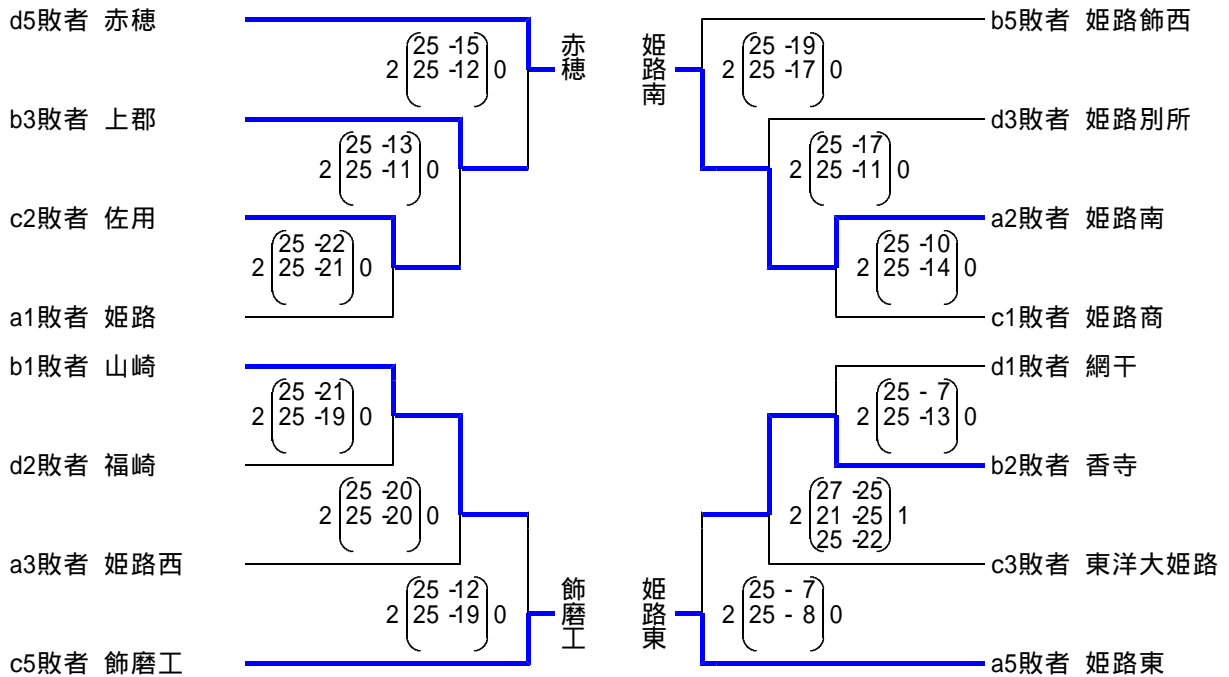 d5敗者 赤穂
25 -15
2 25 -12 0
赤穂
b3敗者 上郡
25 -13
2 25 -11 0
c2敗者 佐用
25 -22
2 25 -21 0
a1敗者 姫路
b1敗者 山崎
25 -21
2 25 -19 0
d2敗者 福崎
25 -20
2 25 -20 0
a3敗者 姫路西
25 -12
2 25 -19 0
飾磨工
c5敗者 飾磨工
b5敗者 姫路飾西
25 -19
2 25 -17 0
姫路南
d3敗者 姫路別所
25 -17
2 25 -11 0
a2敗者 姫路南
25 -10
2 25 -14 0
c1敗者 姫路商
d1敗者 網干
25 - 7
2 25 -13 0
b2敗者 香寺
27 -25
2 21 -25 1
25 -22
c3敗者 東洋大姫路
25 - 7
2 25 - 8 0
姫路東
a5敗者 姫路東